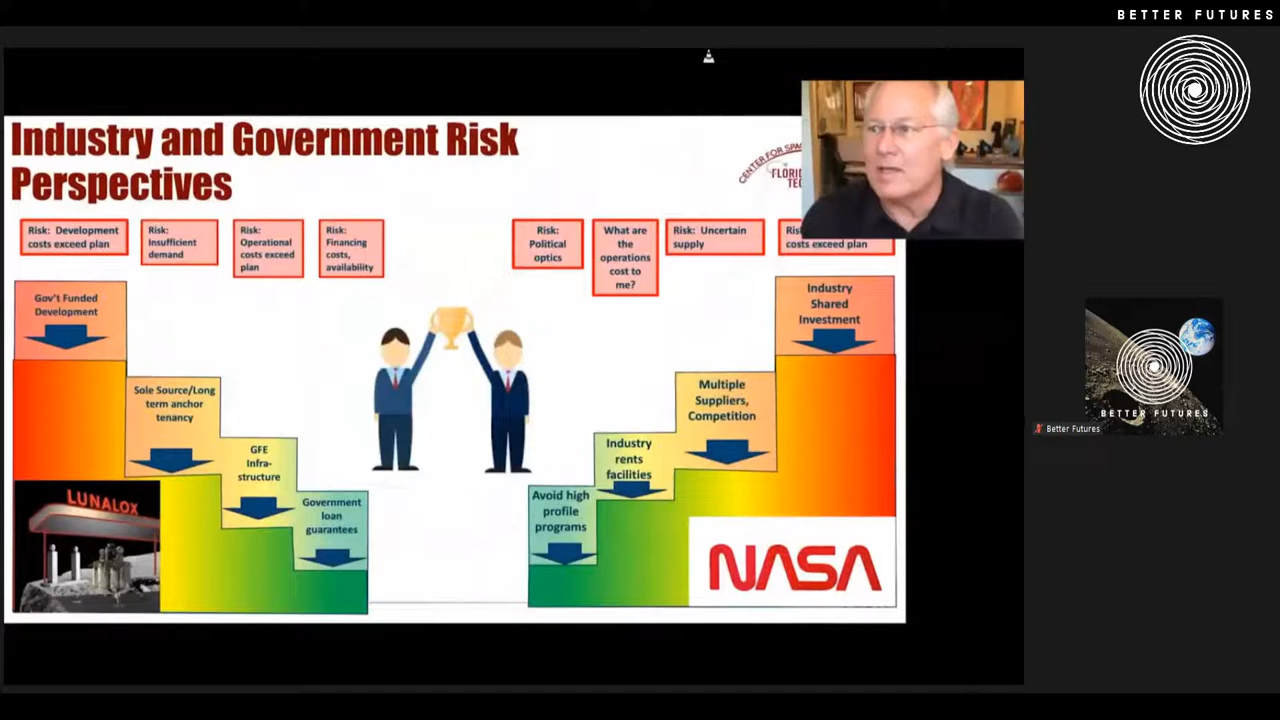 BETTER FUTURES
Industry and Government Risk
Perspectives
CENTER FOR
FLORI
TE
Risk: Development
costs exceed plan
Risk:
Insufficient
demand
Risk:
Operational
costs exceed
plan
Risk:
Financing
costs,
availability
Risk:
Political
optics
What are
the
operations
cost to
me?
Risk: Uncertain
supply
costs exceed plan
Gov't Funded
Development
Sole Source/Long
term anchor
tenancy
GFE
Infra-
structure
Government
loan
guarantees
Avoid high
profile
programs
Industry
rents
facilities
Multiple
Suppliers,
Competition
Industry
Shared
Investment
LUNALOX
NASA
BETTER FUTURES
Better Futures